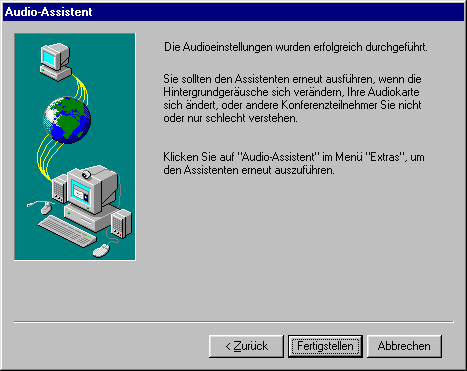 Audio-Assistent
Die Audioeinstellungen wurden erfolgreich durchgeführt.
Sie sollten den Assistenten erneut ausführen, wenn die
Hintergrundgeräusche sich verändern, Ihre Audiokarte
sich ändert, oder andere Konferenzteilnehmer Sie nicht
oder nur schlecht verstehen.
Klicken Sie auf "Audio-Assistent" im Menü "Extras", um
den Assistenten erneut auszuführen.
< Zurück Fertigstellen Abbrechen